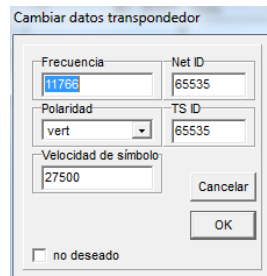 Cambiar datos transpondedor
Frecuencia
11766
Net ID
65535
Polaridad
vert
TS ID
65535
Velocidad de símbolo
27500
Cancelar
OK
no deseado